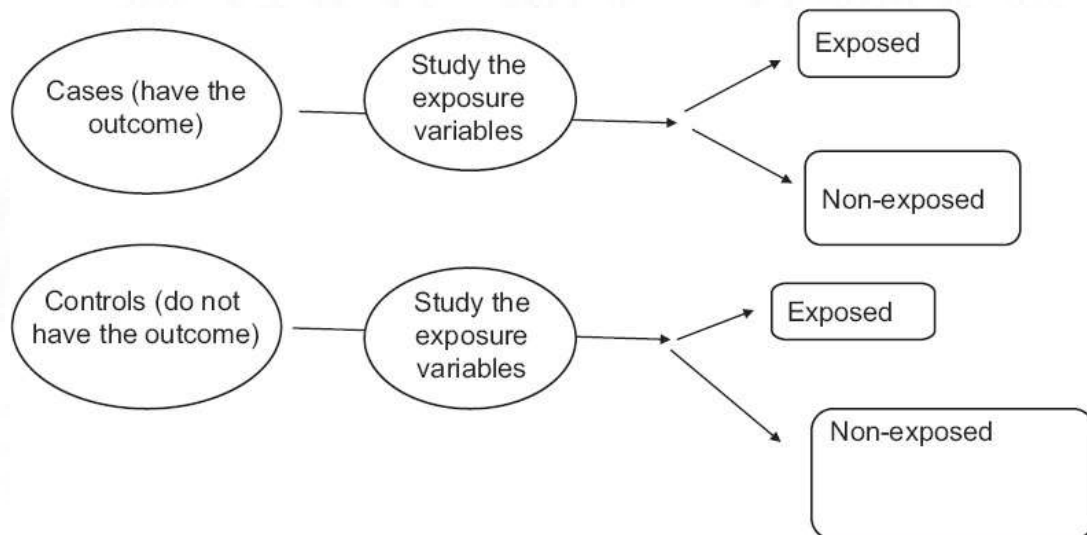 Cases (have the
outcome)
Study the
exposure
variables
Exposed
Non-exposed
Controls (do not
have the outcome)
Study the
exposure
variables
Exposed
Non-exposed